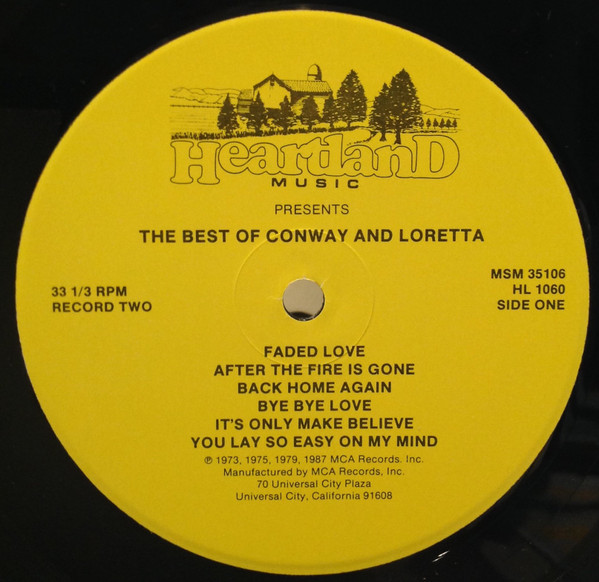 HeartlanD
MUSIC
PRESENTS
THE BEST OF CONWAY AND LORETTA
33 1/3 RPM
RECORD TWO
MSM 35106
HL 1060
SIDE ONE
FADED LOVE
AFTER THE FIRE IS GONE
BACK HOME AGAIN
BYE BYE LOVE
IT'S ONLY MAKE BELIEVE
YOU LAY SO EASY ON MY MIND
℗ 1973, 1975, 1979, 1987 MCA Records. Inc.
Manufactured by MCA Records, Inc.
70 Universal City Plaza
Universal City, California 91608